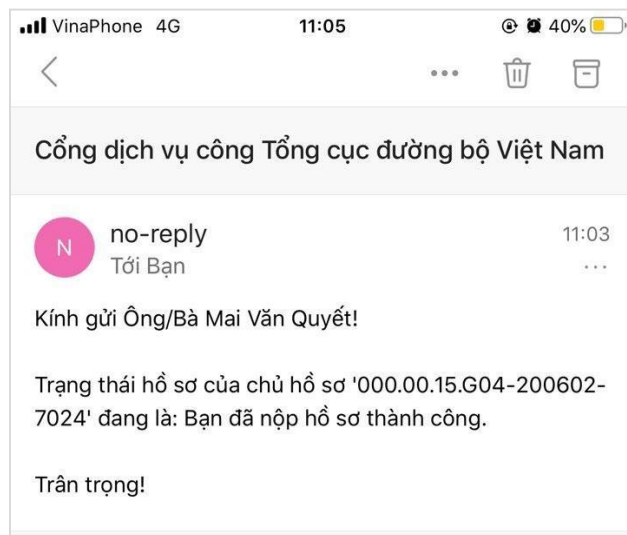 VinaPhone 4G 11:05 40%
Cổng dịch vụ công Tổng cục đường bộ Việt Nam
N no-reply 11:03
Tới Bạn
Kính gửi Ông/Bà Mai Văn Quyết!
Trạng thái hồ sơ của chủ hồ sơ '000.00.15.G04-200602-
7024' đang là: Bạn đã nộp hồ sơ thành công.
Trân trọng!